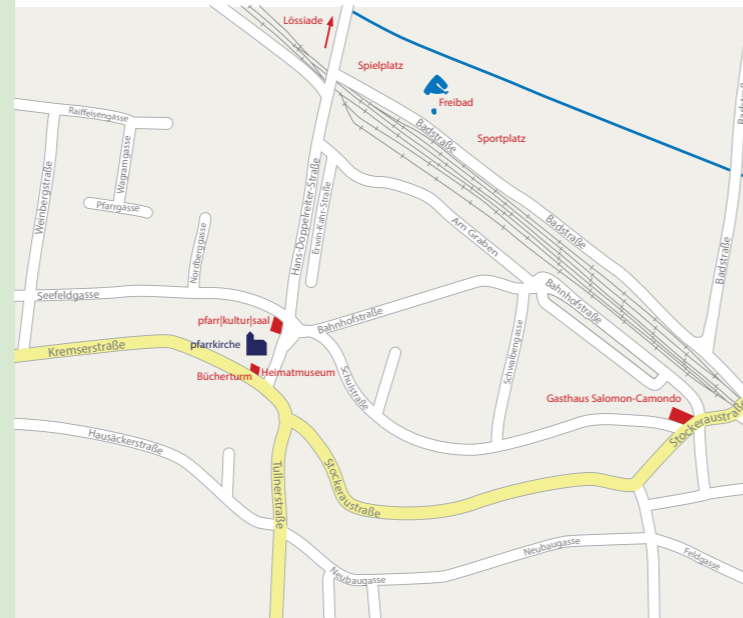 Lössiade
Spielplatz
Freibad
Sportplatz
Badstraße
Badstraße
Badstraße
Badstraße
Raiffeisengasse
Wagramgasse
Pfarrgasse
Weinbergstraße
Nordberggasse
Hans-Doppelreiter-Straße
Erwin-Kahr-Straße
Am Graben
Seefeldgasse
pfarr|kultur|saal
Bahnhofstraße
Bahnhofstraße
pfarrkirche
Kremserstraße
Bücherturm
Heimatmuseum
Schulstraße
Schwalbengasse
Gasthaus Salomon-Camondo
Stockeraustraße
Hausäckerstraße
Tullnerstraße
Stockeraustraße
Neubaugasse
Neubaugasse
Feldgasse